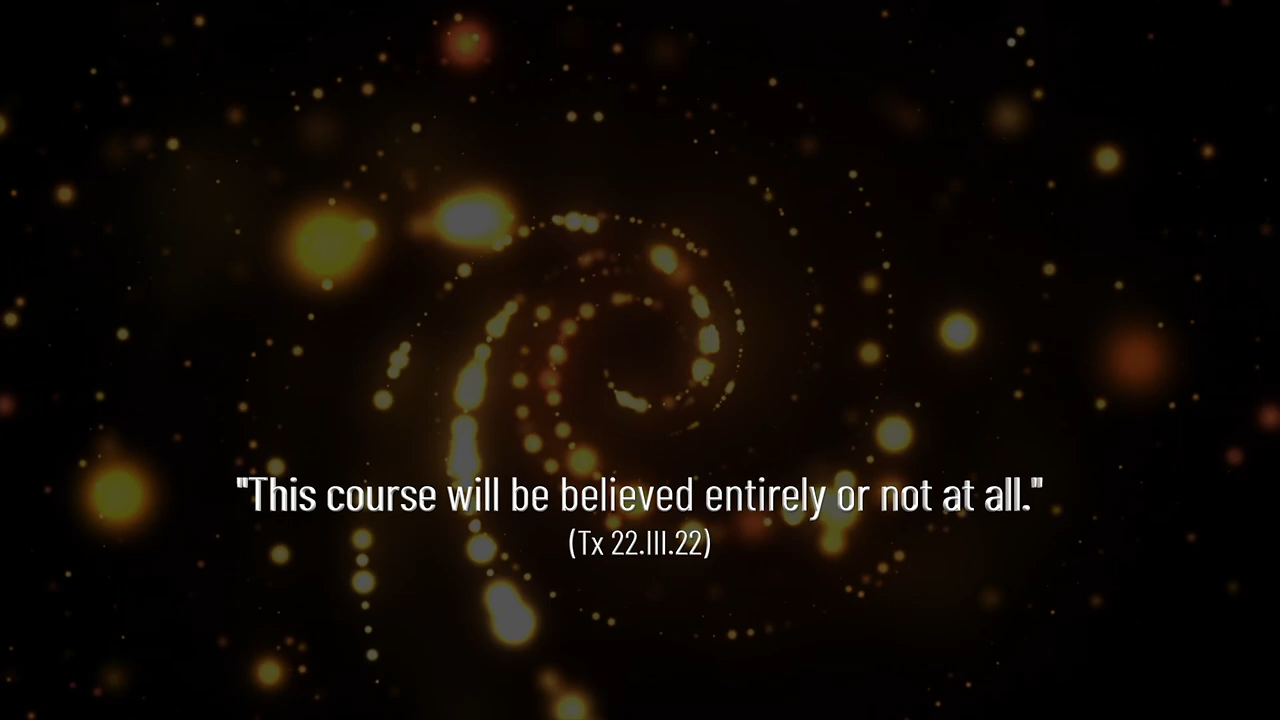 "This course will be believed entirely or not at all."
(Tx 22.III.22)